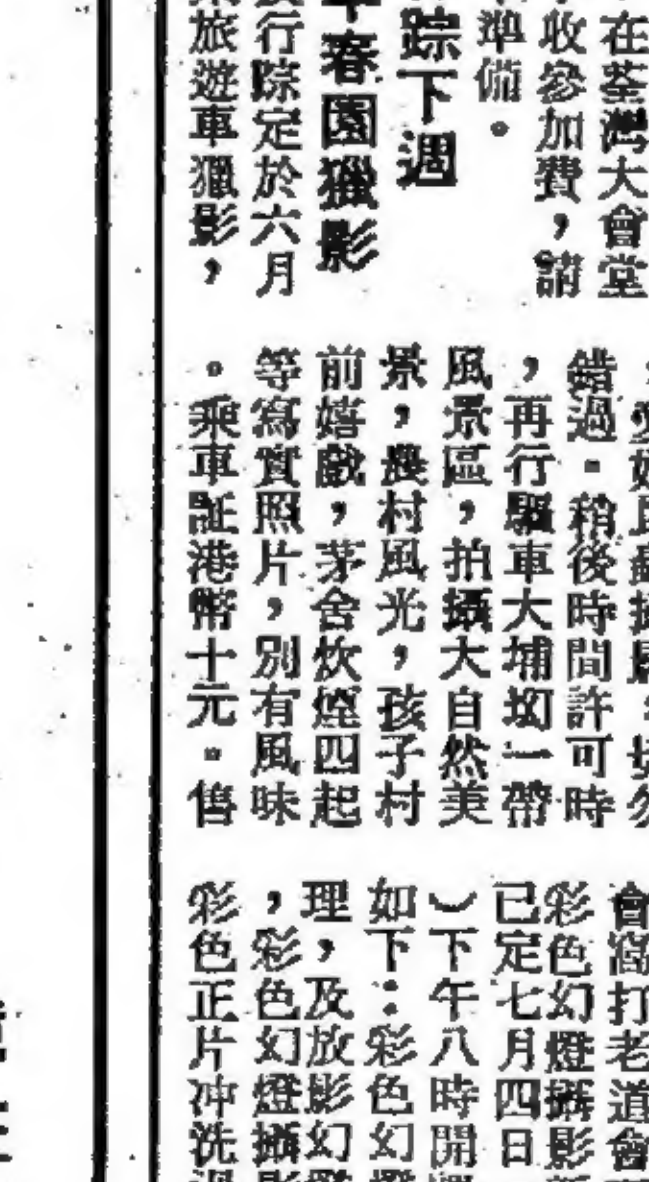 在荃灣大會堂
收參加費，講
準備。
踪下週
春園獵影
行踪定於六月
旅遊車獵影，
錯過。稍後時間許可時
，再行驅車大埔㘭一帶
風景區，拍攝大自然美
景，農村風光，孩子村
前嬉戲，茅舍炊煙四起
等寫實照片，別有風味
。乘車証港幣十元。售
會窩打老道會
彩色幻燈攝影
已定七月四日
）下午八時開
如下：彩色幻
理，及放影幻
，彩色幻燈攝
彩色正片冲洗